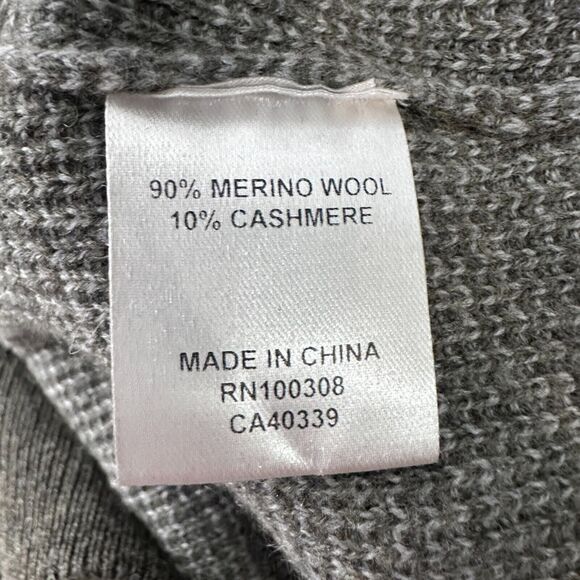 90% MERINO WOOL
10% CASHMERE
MADE IN CHINA
RN100308
CA40339